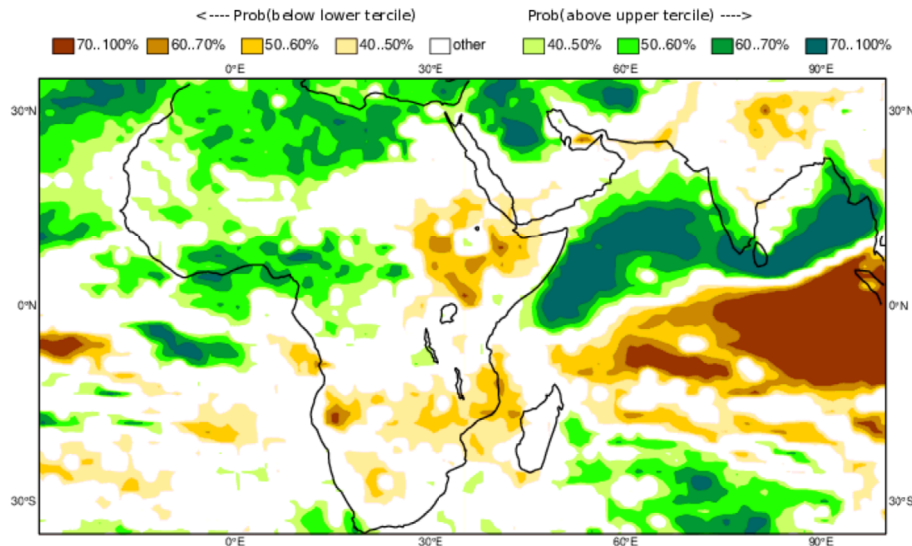 <---- Prob(below lower tercile)    Prob(above upper tercile) ---->
70..100%  60..70%  50..60%  40..50%  other  40..50%  50..60%  60..70%  70..100%
0°E  30°E  60°E  90°E
30°N  30°N
0°N  0°N
30°S  30°S
0°E  30°E  60°E  90°E